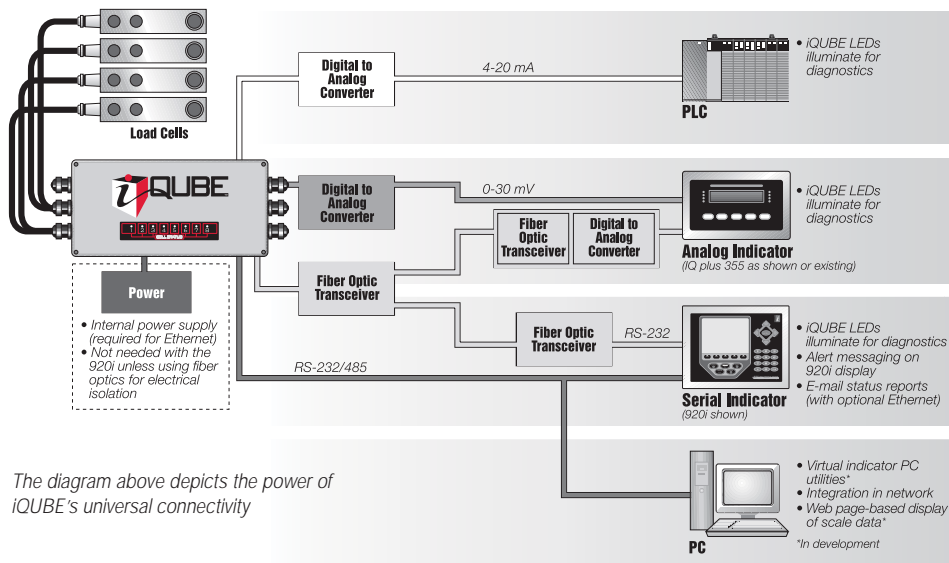 Load Cells
iQUBE
Digital to
Analog
Converter
4-20 mA
PLC
• iQUBE LEDs
illuminate for
diagnostics
Digital to
Analog
Converter
0-30 mV
Fiber
Optic
Transceiver
Digital to
Analog
Converter
Analog Indicator
(IQ plus 355 as shown or existing)
• iQUBE LEDs
illuminate for
diagnostics
Power
• Internal power supply
(required for Ethernet)
• Not needed with the
920i unless using fiber
optics for electrical
isolation
Fiber Optic
Transceiver
Fiber Optic
Transceiver
RS-232
RS-232/485
Serial Indicator
(920i shown)
• iQUBE LEDs
illuminate for diagnostics
• Alert messaging on
920i display
• E-mail status reports
(with optional Ethernet)
The diagram above depicts the power of
iQUBE's universal connectivity
PC
• Virtual indicator PC
utilities*
• Integration in network
• Web page-based display
of scale data*
*In development